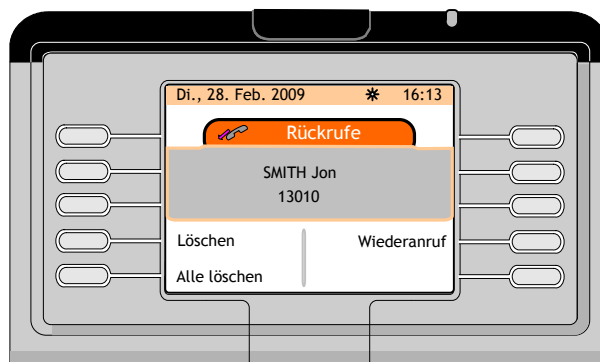 Di., 28. Feb. 2009 16:13
Rückrufe
SMITH Jon
13010
Löschen Wiederanruf
Alle löschen